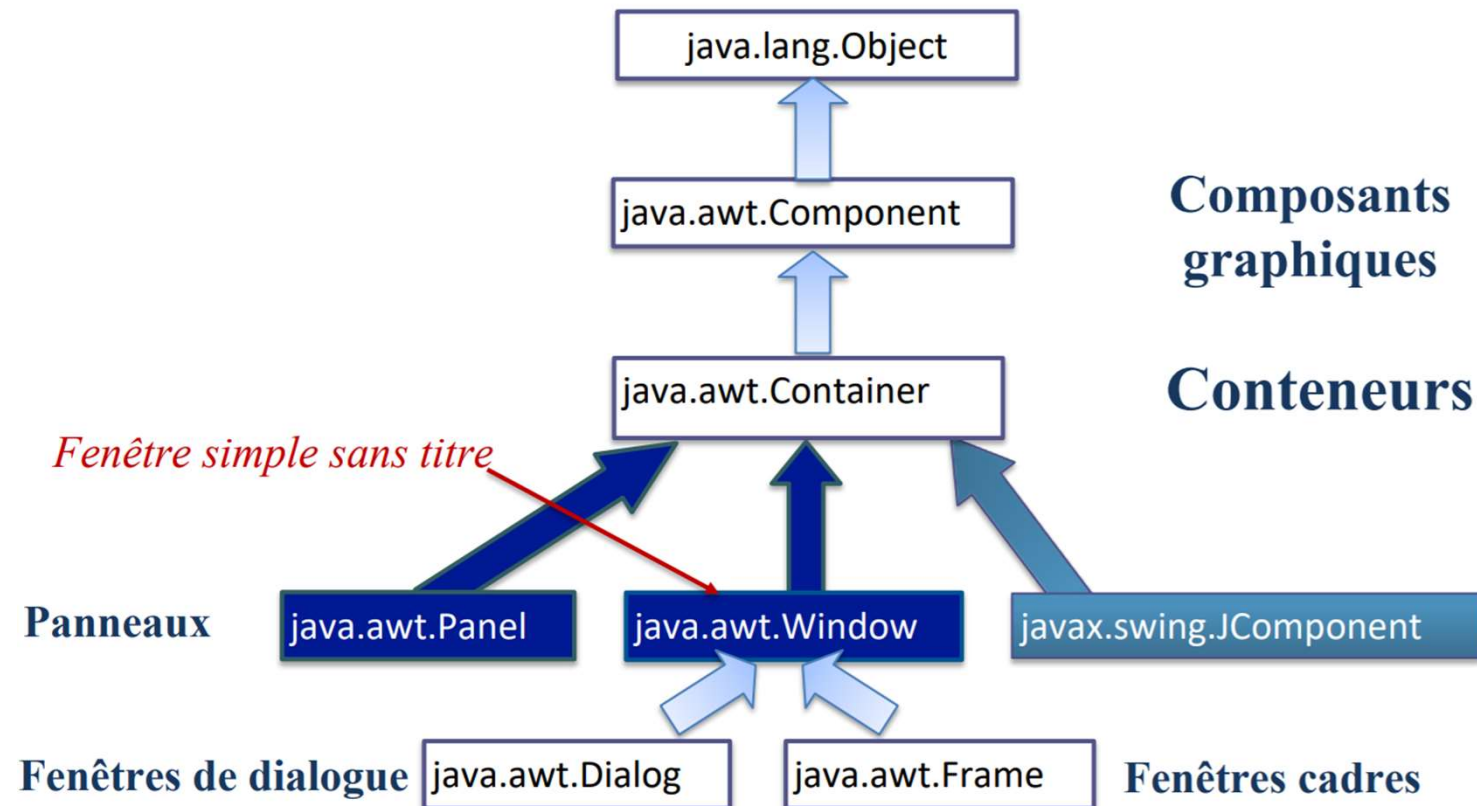 java.lang.Object
java.awt.Component
Composants
graphiques
java.awt.Container
Conteneurs
Fenêtre simple sans titre
Panneaux
java.awt.Panel
java.awt.Window
javax.swing.JComponent
Fenêtres de dialogue
java.awt.Dialog
java.awt.Frame
Fenêtres cadres